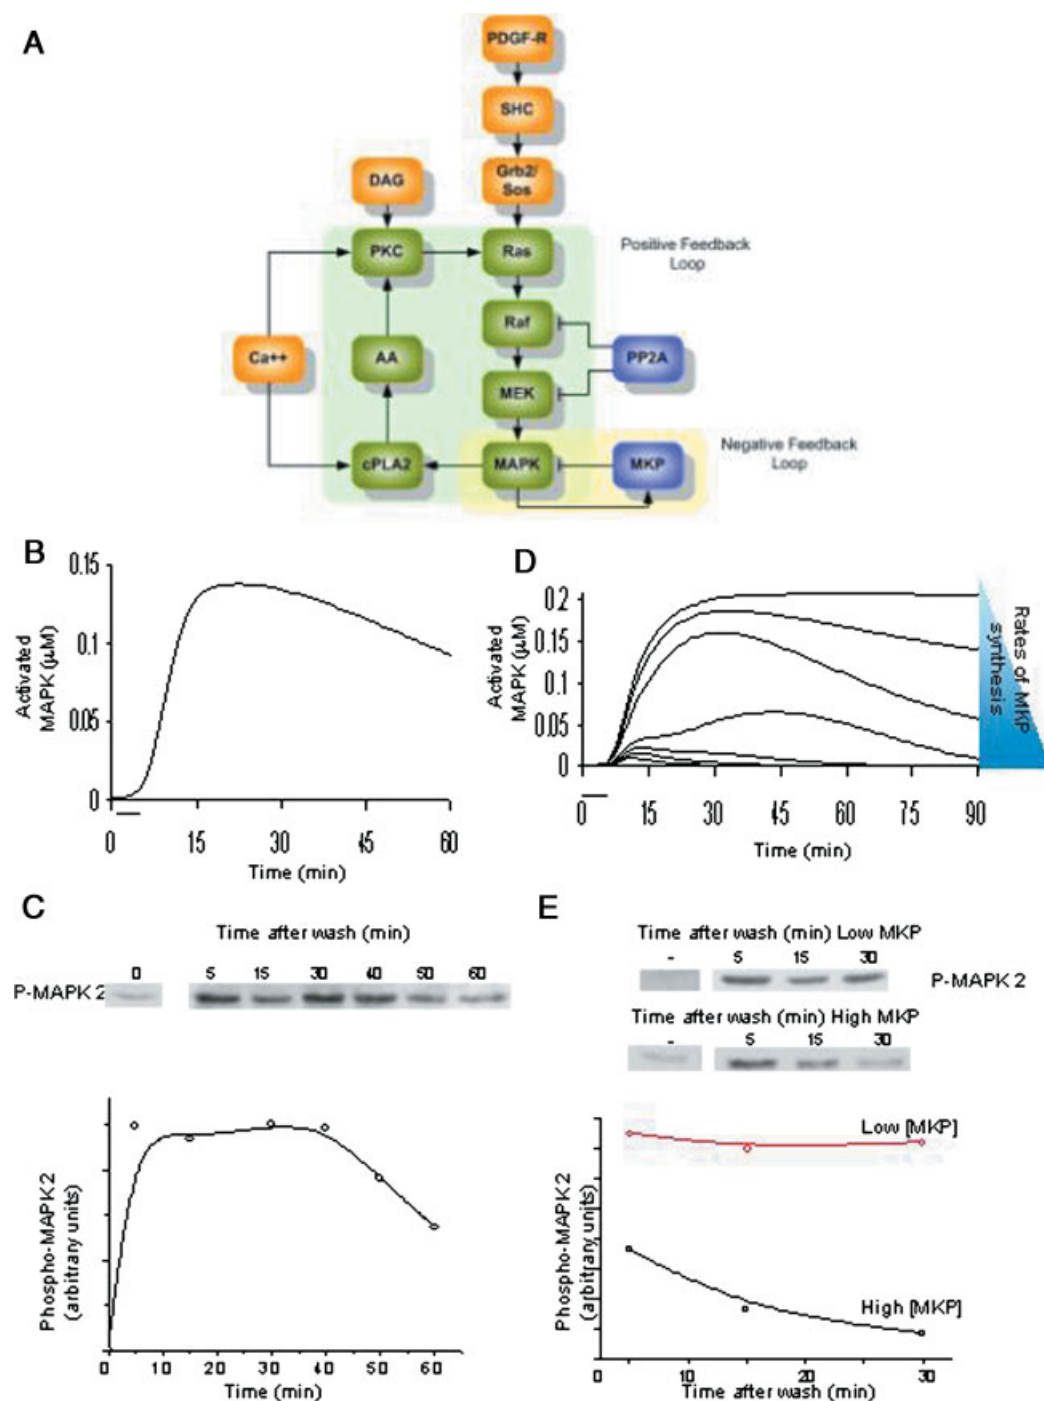 A
PDGF-R
SHC
DAG
Grb2/
Sos
PKC
Ras
Positive Feedback
Loop
Raf
Ca++
AA
PP2A
MEK
Negative Feedback
Loop
cPLA2
MAPK
MKP
B
0.15
0.1
0.05
0
Activated
MAPK (μM)
0 15 30 45 60
Time (min)
D
0.2
0.15
0.1
0.05
0
Activated
MAPK (μM)
Rates of MKP
synthesis
0 15 30 45 60 75 90
Time (min)
C
Time after wash (min)
0 5 15 30 40 50 60
P-MAPK 2
Phospho-MAPK 2
(arbitrary units)
0 10 20 30 40 50 60
Time (min)
E
Time after wash (min) Low MKP
- 5 15 30
P-MAPK 2
Time after wash (min) High MKP
- 5 15 30
Low [MKP]
High [MKP]
Phospho-MAPK 2
(arbitrary units)
0 10 20 30
Time after wash (min)